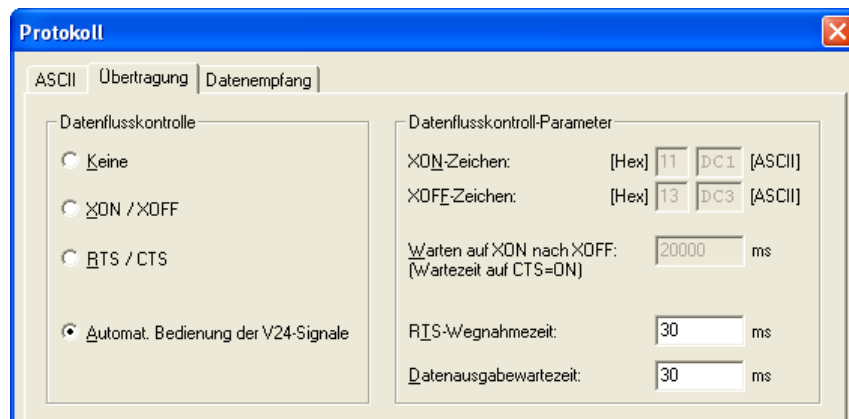 Protokoll
ASCII Übertragung Datenempfang
Datenflusskontrolle
Keine
XON / XOFF
RTS / CTS
Automat. Bedienung der V24-Signale
Datenflusskontroll-Parameter
XON-Zeichen: [Hex] 11 DC1 [ASCII]
XOFF-Zeichen: [Hex] 13 DC3 [ASCII]
Warten auf XON nach XOFF: 20000 ms
(Wartezeit auf CTS=ON)
RTS-Wegnahmezeit: 30 ms
Datenausgabewartezeit: 30 ms